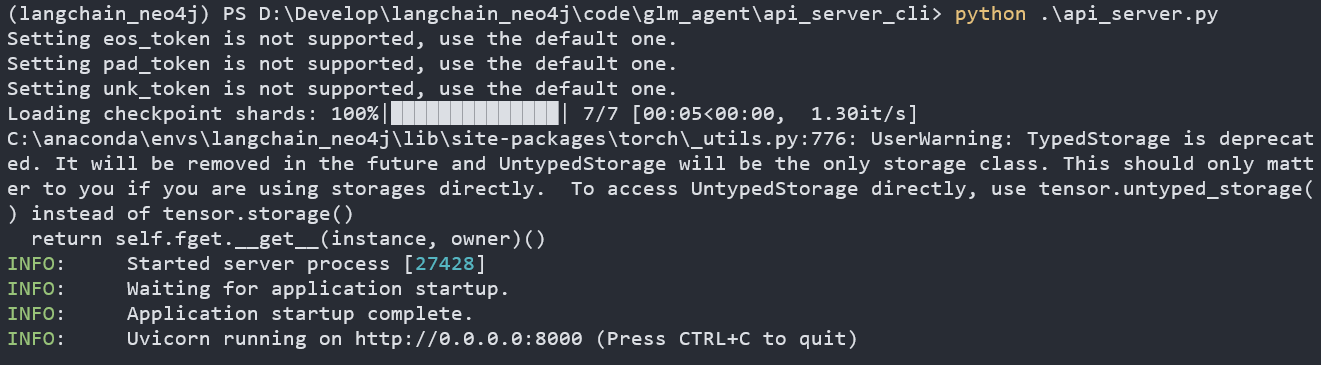 (langchain_neo4j) PS D:\Develop\langchain_neo4j\code\glm_agent\api_server_cli> python .\api_server.py
Setting eos_token is not supported, use the default one.
Setting pad_token is not supported, use the default one.
Setting unk_token is not supported, use the default one.
Loading checkpoint shards: 100%|██████████████| 7/7 [00:05<00:00,  1.30it/s]
C:\anaconda\envs\langchain_neo4j\lib\site-packages\torch\_utils.py:776: UserWarning: TypedStorage is deprecat
ed. It will be removed in the future and UntypedStorage will be the only storage class. This should only matt
er to you if you are using storages directly.  To access UntypedStorage directly, use tensor.untyped_storage(
) instead of tensor.storage()
  return self.fget.__get__(instance, owner)()
INFO:     Started server process [27428]
INFO:     Waiting for application startup.
INFO:     Application startup complete.
INFO:     Uvicorn running on http://0.0.0.0:8000 (Press CTRL+C to quit)